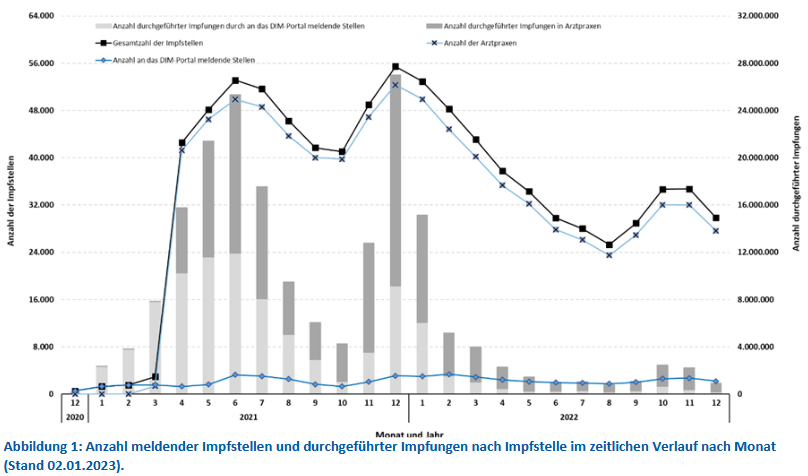 Anzahl durchgeführter Impfungen durch an das DIM-Portal meldende Stellen
Anzahl durchgeführter Impfungen in Arztpraxen
Gesamtzahl der Impfstellen
Anzahl der Arztpraxen
Anzahl an das DIM-Portal meldende Stellen
64.000
56.000
48.000
40.000
32.000
24.000
16.000
8.000
0
Anzahl der Impfstellen
32.000.000
28.000.000
24.000.000
20.000.000
16.000.000
12.000.000
8.000.000
4.000.000
0
Anzahl durchgeführter Impfungen
12 1 2 3 4 5 6 7 8 9 10 11 12 1 2 3 4 5 6 7 8 9 10 11 12
2020 2021 2022
Monat und Jahr
Abbildung 1: Anzahl meldender Impfstellen und durchgeführter Impfungen nach Impfstelle im zeitlichen Verlauf nach Monat
(Stand 02.01.2023).